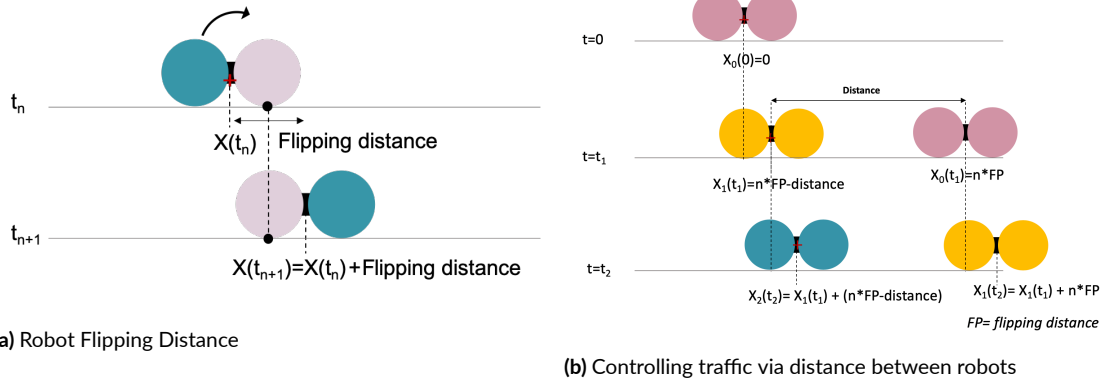 tn
X(tn) Flipping distance
tn+1
X(tn+1)=X(tn)+Flipping distance
a) Robot Flipping Distance
t=0
X0(0)=0
Distance
t=t1
X1(t1)=n*FP-distance
X0(t1)=n*FP
t=t2
X2(t2)= X1(t1) + (n*FP-distance)
X1(t2)= X1(t1) + n*FP
FP= flipping distance
(b) Controlling traffic via distance between robots